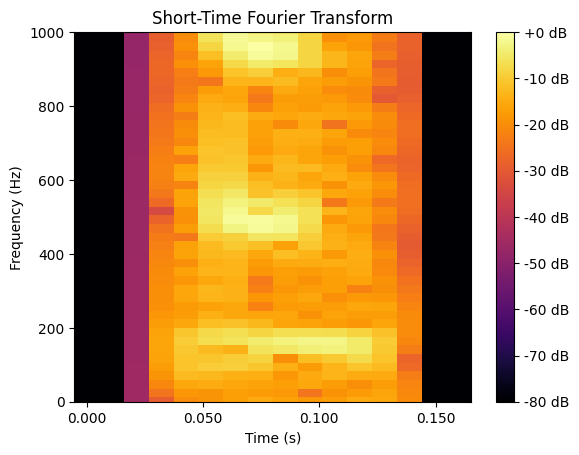 Short-Time Fourier Transform
1000
800
600
400
200
0
Frequency (Hz)
0.000
0.050
0.100
0.150
Time (s)
+0 dB
-10 dB
-20 dB
-30 dB
-40 dB
-50 dB
-60 dB
-70 dB
-80 dB